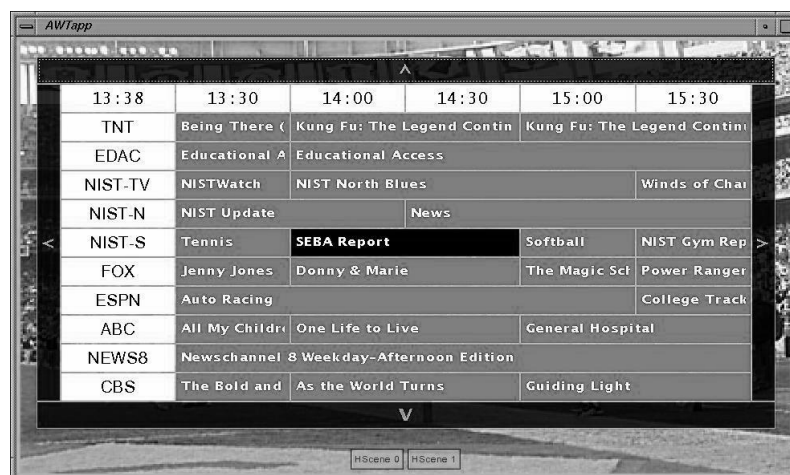 AWTapp
^
13:38 13:30 14:00 14:30 15:00 15:30
TNT Being There ( Kung Fu: The Legend Contin Kung Fu: The Legend Contin
EDAC Educational A Educational Access
NIST-TV NISTWatch NIST North Blues Winds of Cha
NIST-N NIST Update News
< NIST-S Tennis SEBA Report Softball NIST Gym Rep >
FOX Jenny Jones Donny & Marie The Magic Sch Power Ranger
ESPN Auto Racing College Track
ABC All My Childre One Life to Live General Hospital
NEWS8 Newschannel 8 Weekday-Afternoon Edition
CBS The Bold and As the World Turns Guiding Light
v
HScene 0 HScene 1